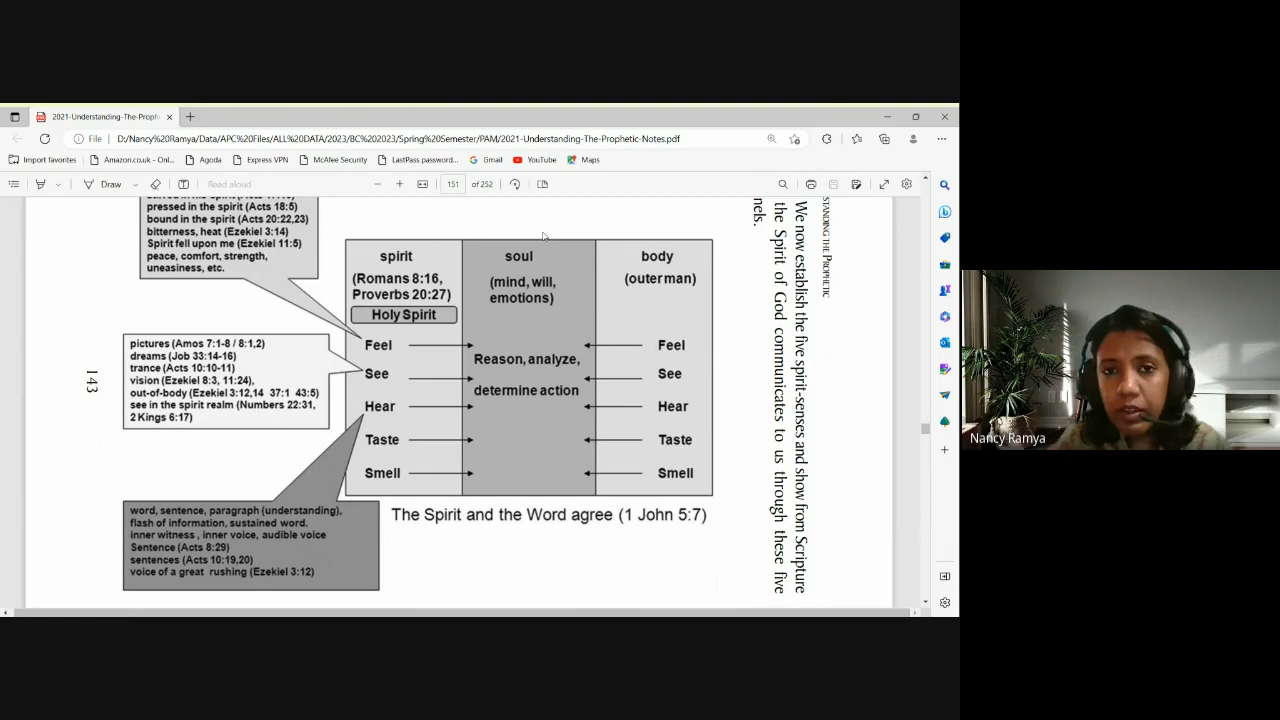 2021-Understanding-The-Proph
File D:/Nancy%20Ramya/Data/APC%20Files/ALL%20DATA/2023/BC%202023/Spring%20Semester/PAM/2021-Understanding-The-Prophetic-Notes.pdf
Import favorites Amazon.co.uk - Onl... Agoda Express VPN McAfee Security LastPass password... Gmail YouTube Maps
Draw Read aloud 151 of 252
pressed in the spirit (Acts 18:5)
bound in the spirit (Acts 20:22,23)
bitterness, heat (Ezekiel 3:14)
Spirit fell upon me (Ezekiel 11:5)
peace, comfort, strength,
uneasiness, etc.
pictures (Amos 7:1-8 / 8:1,2)
dreams (Job 33:14-16)
trance (Acts 10:10-11)
vision (Ezekiel 8:3, 11:24),
out-of-body (Ezekiel 3:12,14 37:1 43:5)
see in the spirit realm (Numbers 22:31,
2 Kings 6:17)
word, sentence, paragraph (understanding),
flash of information, sustained word.
inner witness , inner voice, audible voice
Sentence (Acts 8:29)
sentences (Acts 10:19,20)
voice of a great rushing (Ezekiel 3:12)
143
spirit
(Romans 8:16,
Proverbs 20:27)
Holy Spirit
Feel
See
Hear
Taste
Smell
soul
(mind, will,
emotions)
Reason, analyze,
determine action
body
(outer man)
Feel
See
Hear
Taste
Smell
The Spirit and the Word agree (1 John 5:7)
STANDING THE PROPHETIC
We now establish the five spirit-senses and show from Scripture
the Spirit of God communicates to us through these five
nels.
Nancy Ramya